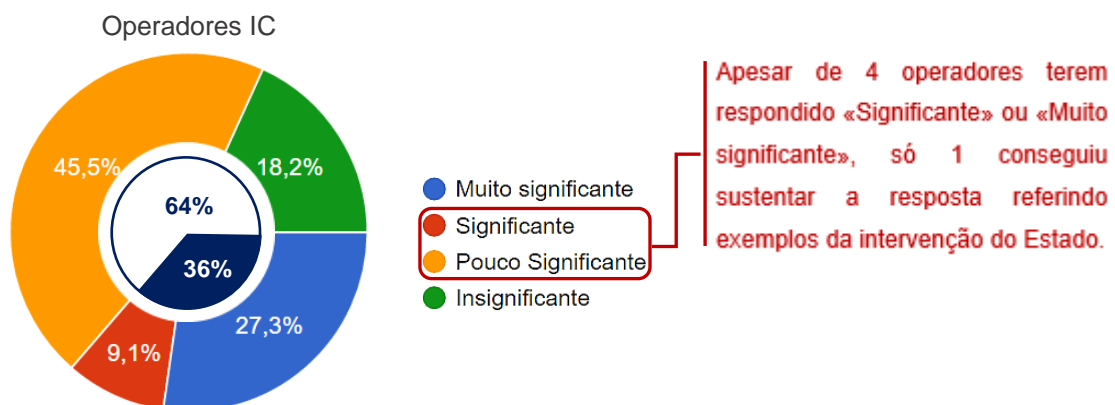 Operadores IC
45,5%
18,2%
64%
36%
27,3%
9,1%
Muito significante
Significante
Pouco Significante
Insignificante
Apesar de 4 operadores terem
respondido «Significante» ou «Muito
significante», só 1 conseguiu
sustentar a resposta referindo
exemplos da intervenção do Estado.